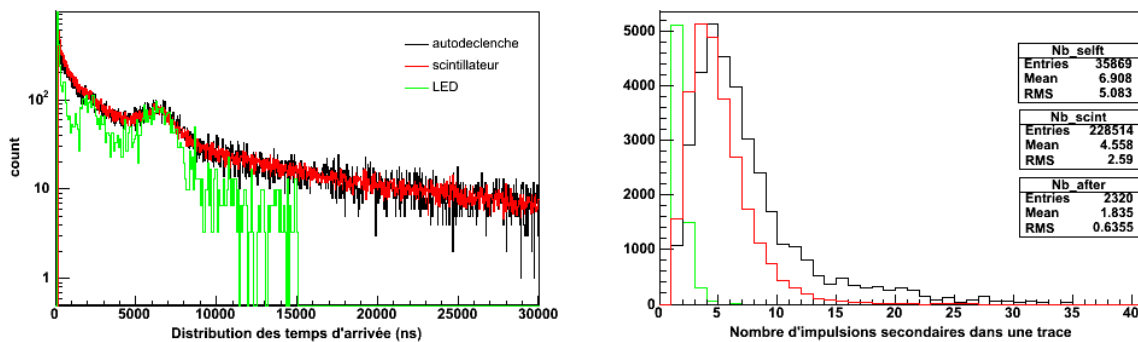 autodeclenche
scintillateur
LED
10²
10
1
count
0 5000 10000 15000 20000 25000 30000
Distribution des temps d'arrivée (ns)
5000
4000
3000
2000
1000
0
0 5 10 15 20 25 30 35 40
Nombre d'impulsions secondaires dans une trace
Nb_selft
Entries 35869
Mean 6.908
RMS 5.083
Nb_scint
Entries 228514
Mean 4.558
RMS 2.59
Nb_after
Entries 2320
Mean 1.835
RMS 0.6355